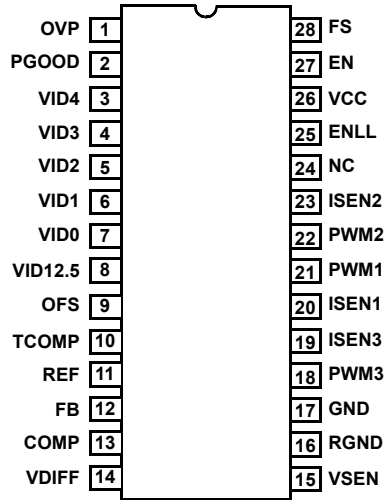 OVP 1 28 FS
PGOOD 2 27 EN
VID4 3 26 VCC
VID3 4 25 ENLL
VID2 5 24 NC
VID1 6 23 ISEN2
VID0 7 22 PWM2
VID12.5 8 21 PWM1
OFS 9 20 ISEN1
TCOMP 10 19 ISEN3
REF 11 18 PWM3
FB 12 17 GND
COMP 13 16 RGND
VDIFF 14 15 VSEN